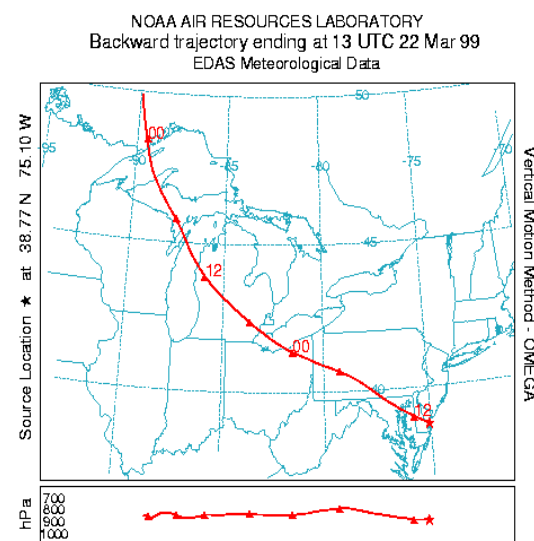 NOAA AIR RESOURCES LABORATORY
Backward trajectory ending at 13 UTC 22 Mar 99
EDAS Meteorological Data
Source Location ★ at 38.77 N 75.10 W
Vertical Motion Method - OMEGA
50
00
-95
-90
-85
-80
-75
-70
45
12
00
40
12
hPa
700
800
900
1000